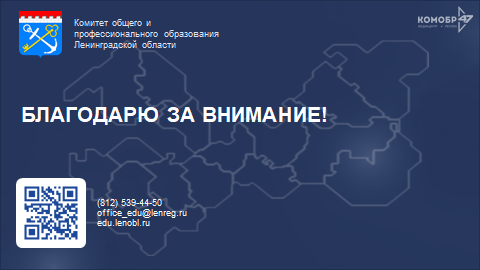 Комитет общего и
профессионального образования
Ленинградской области
КОМОБР47
БЛАГОДАРЮ ЗА ВНИМАНИЕ!
(812) 539-44-50
office_edu@lenreg.ru
edu.lenobl.ru